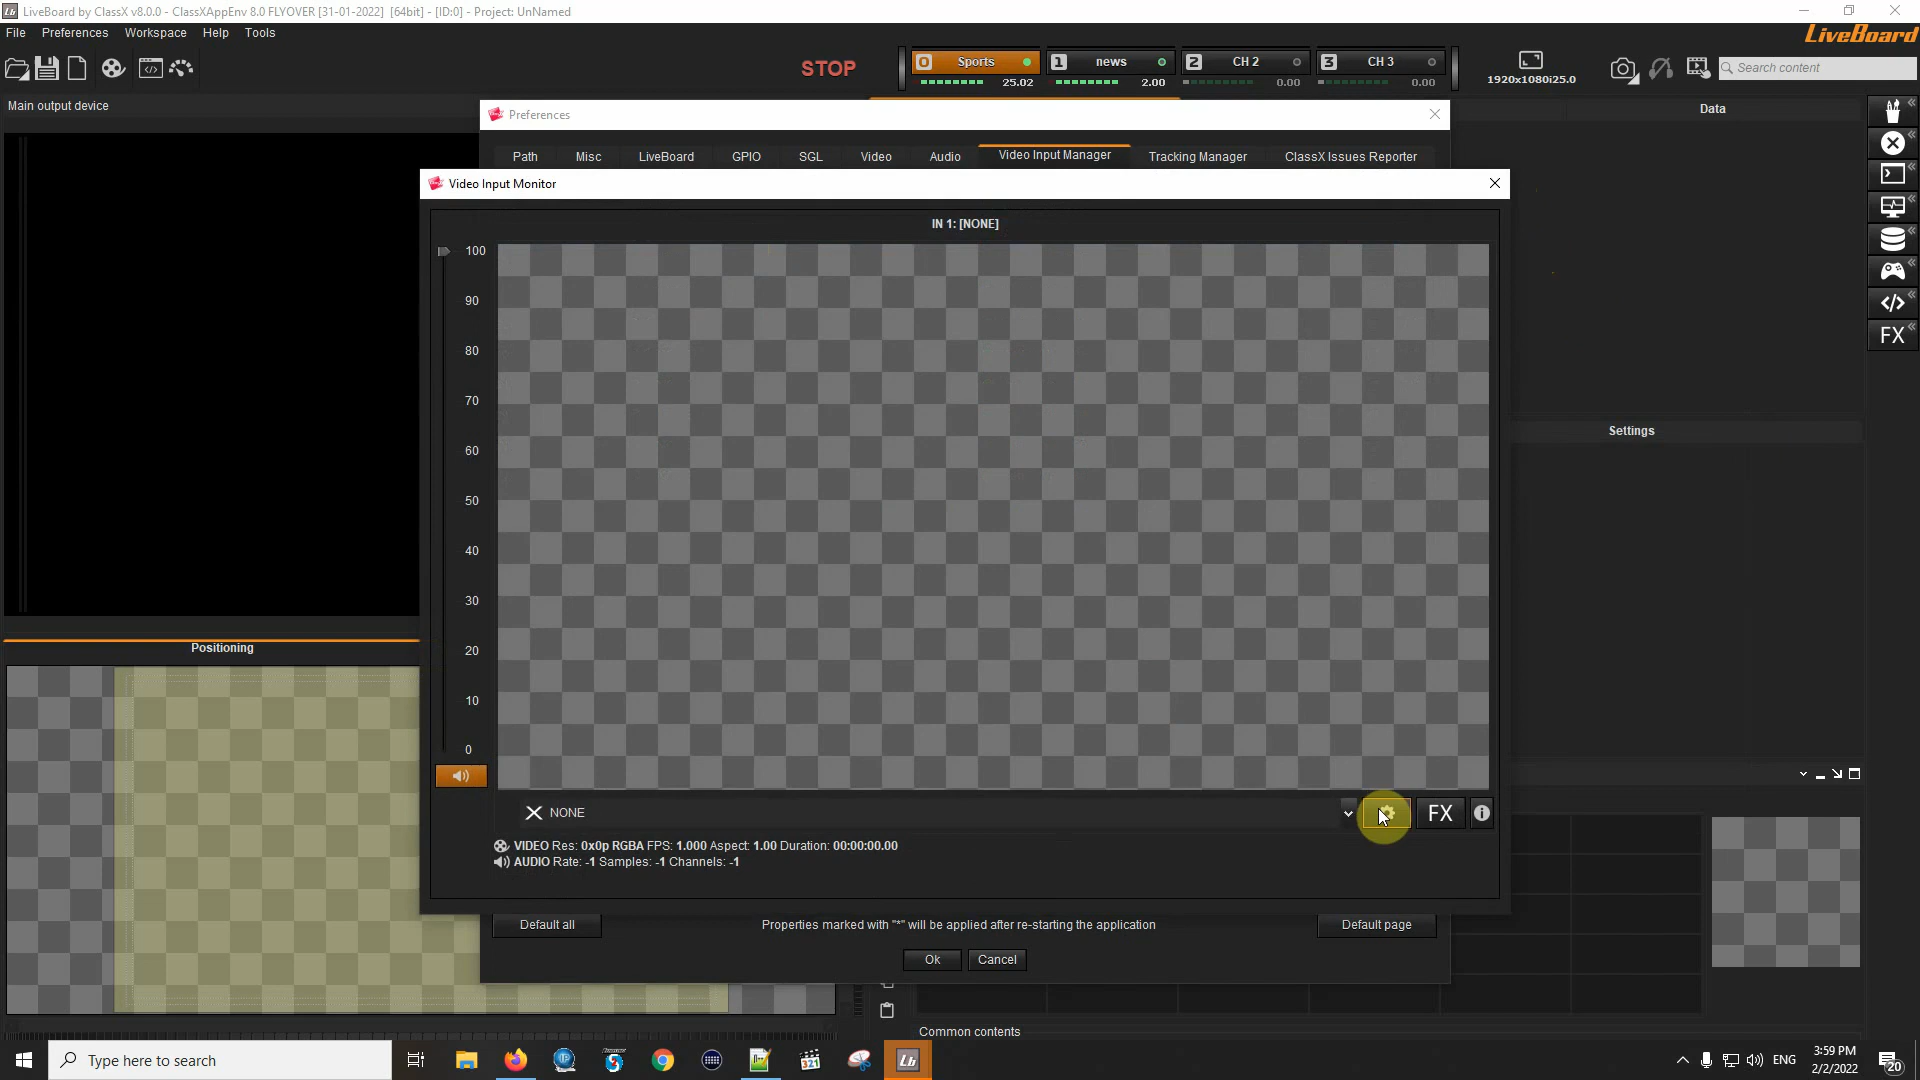 LiveBoard by ClassX v8.0.0 - ClassXAppEnv 8.0 FLYOVER [31-01-2022] [64bit] - [ID:0] - Project: UnNamed
File Preferences Workspace Help Tools
LiveBoard
STOP
0 Sports 25.02
1 news 2.00
2 CH 2 0.00
3 CH 3 0.00
1920x1080i25.0
Search content
Main output device
Data
Preferences
Path Misc LiveBoard GPIO SGL Video Audio Video Input Manager Tracking Manager ClassX Issues Reporter
Video Input Monitor
IN 1: [NONE]
100
90
80
70
60
50
40
30
20
10
0
FX
Settings
Positioning
NONE
FX
VIDEO Res: 0x0p RGBA FPS: 1.000 Aspect: 1.00 Duration: 00:00:00.00
AUDIO Rate: -1 Samples: -1 Channels: -1
Default all
Properties marked with "*" will be applied after re-starting the application
Default page
Ok Cancel
Common contents
Type here to search
321
Lb
ENG
3:59 PM
2/2/2022
20